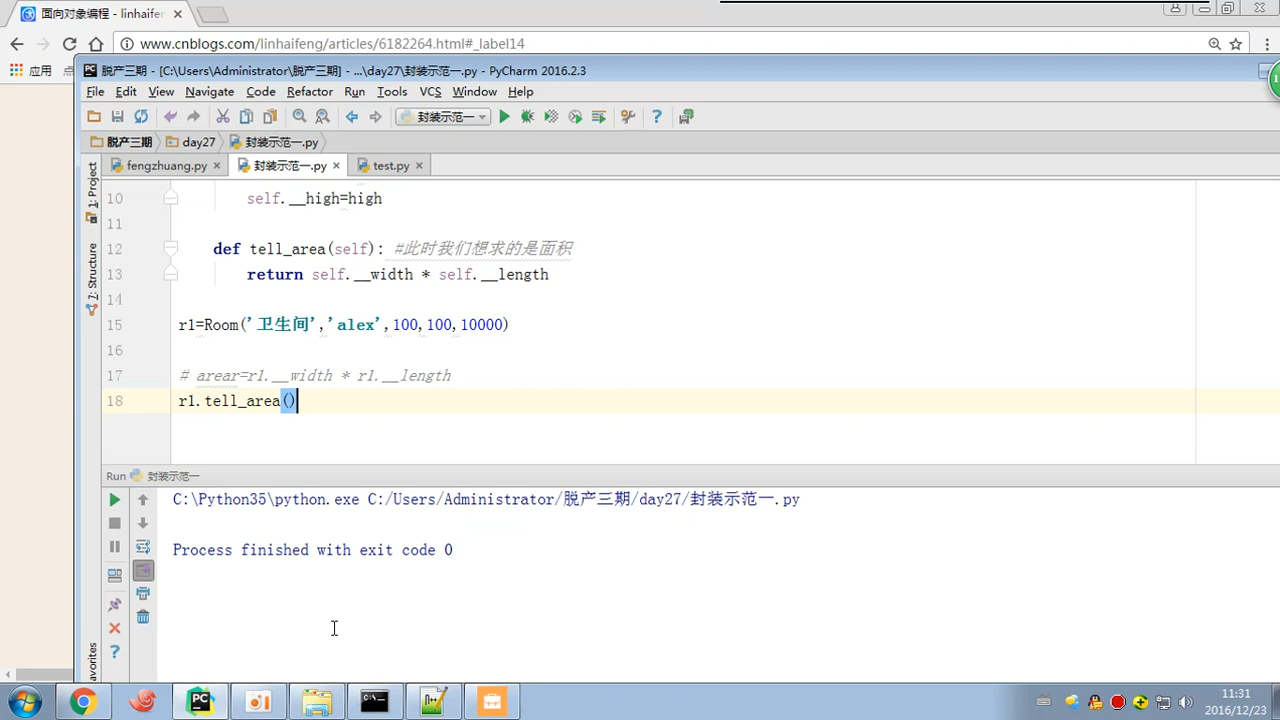 面向对象编程 - linhaifen
www.cnblogs.com/linhaifeng/articles/6182264.html#_label14
应用
脱产三期 - [C:\Users\Administrator\脱产三期] - ...\day27\封装示范一.py - PyCharm 2016.2.3
File Edit View Navigate Code Refactor Run Tools VCS Window Help
封装示范一
脱产三期 day27 封装示范一.py
fengzhuang.py 封装示范一.py test.py
1: Project
7: Structure
avorites
10 self.__high=high
11
12 def tell_area(self): #此时我们想求的是面积
13 return self.__width * self.__length
14
15 r1=Room('卫生间','alex',100,100,10000)
16
17 # arear=r1.__width * r1.__length
18 r1.tell_area()
Run 封装示范一
C:\Python35\python.exe C:/Users/Administrator/脱产三期/day27/封装示范一.py
Process finished with exit code 0
11:31
2016/12/23